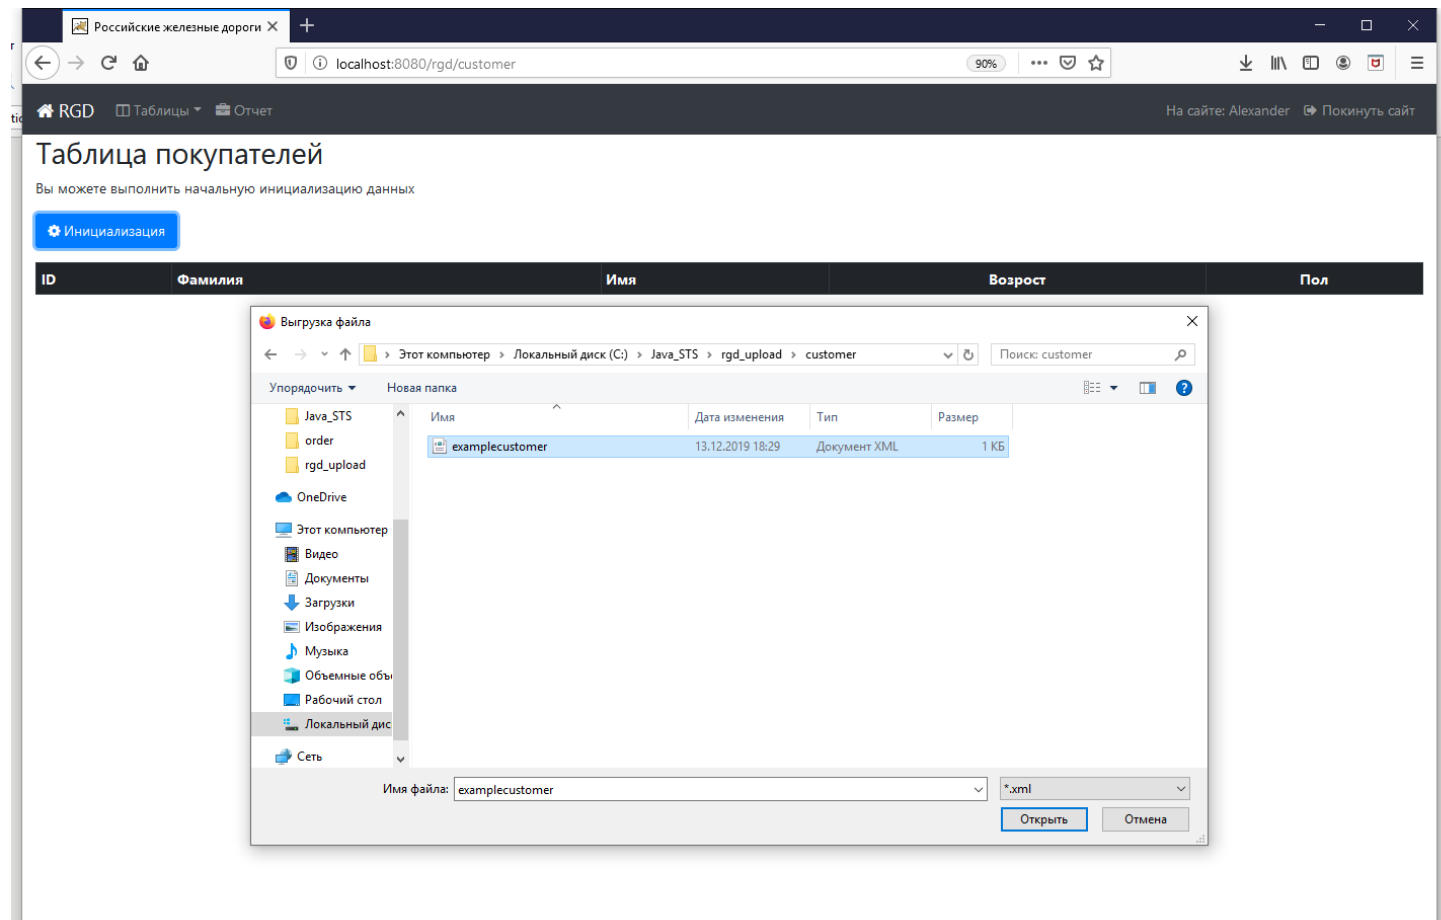 Российские железные дороги
localhost:8080/rgd/customer
90%
RGD Таблицы Отчет На сайте: Alexander Покинуть сайт
Таблица покупателей
Вы можете выполнить начальную инициализацию данных
Инициализация
ID Фамилия Имя Возрост Пол
Выгрузка файла
Этот компьютер › Локальный диск (C:) › Java_STS › rgd_upload › customer
Поиск: customer
Упорядочить Новая папка
Имя Дата изменения Тип Размер
examplecustomer 13.12.2019 18:29 Документ XML 1 КБ
Java_STS
order
rgd_upload
OneDrive
Этот компьютер
Видео
Документы
Загрузки
Изображения
Музыка
Объемные объ
Рабочий стол
Локальный дис
Сеть
Имя файла: examplecustomer *.xml
Открыть Отмена